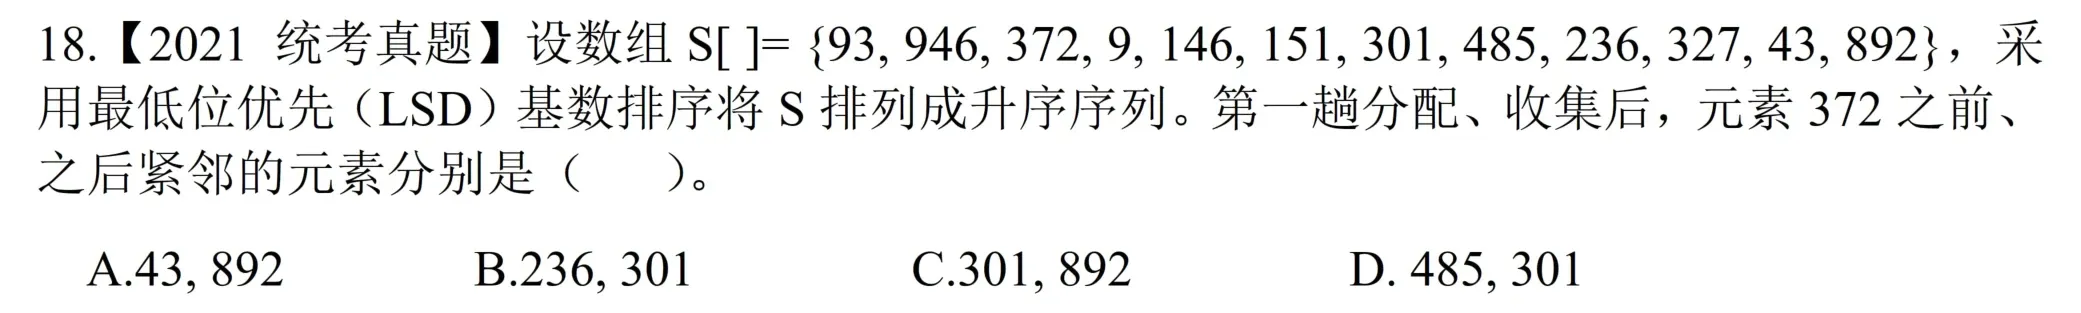 18.【2021 统考真题】设数组 S[ ]= {93, 946, 372, 9, 146, 151, 301, 485, 236, 327, 43, 892}，采
用最低位优先（LSD）基数排序将 S 排列成升序序列。第一趟分配、收集后，元素 372 之前、
之后紧邻的元素分别是（　　）。
A.43, 892　　B.236, 301　　C.301, 892　　D. 485, 301